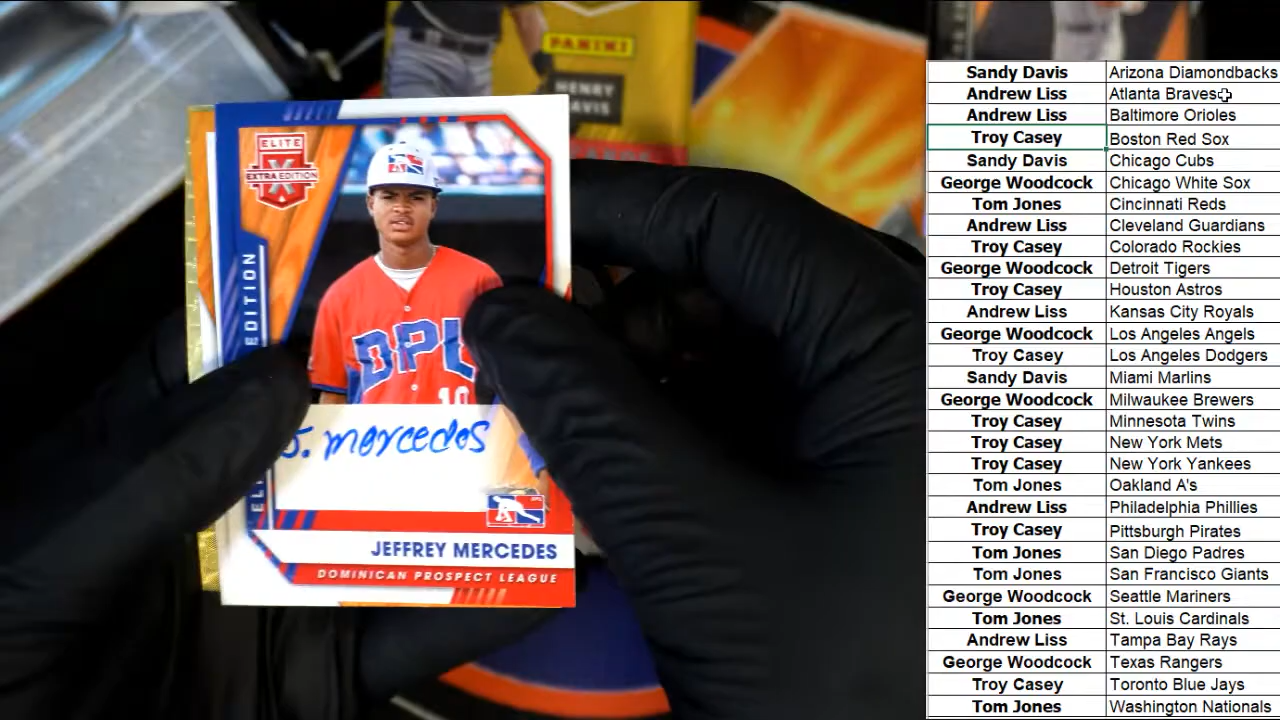 PANINI
HENRY
DAVIS
ELITE
X
EXTRA EDITION
EDITION
DPL
10
J. Mercedes
JEFFREY MERCEDES
DOMINICAN PROSPECT LEAGUE
Sandy Davis Arizona Diamondbacks
Andrew Liss Atlanta Braves
Andrew Liss Baltimore Orioles
Troy Casey Boston Red Sox
Sandy Davis Chicago Cubs
George Woodcock Chicago White Sox
Tom Jones Cincinnati Reds
Andrew Liss Cleveland Guardians
Troy Casey Colorado Rockies
George Woodcock Detroit Tigers
Troy Casey Houston Astros
Andrew Liss Kansas City Royals
George Woodcock Los Angeles Angels
Troy Casey Los Angeles Dodgers
Sandy Davis Miami Marlins
George Woodcock Milwaukee Brewers
Troy Casey Minnesota Twins
Troy Casey New York Mets
Troy Casey New York Yankees
Tom Jones Oakland A's
Andrew Liss Philadelphia Phillies
Troy Casey Pittsburgh Pirates
Tom Jones San Diego Padres
Tom Jones San Francisco Giants
George Woodcock Seattle Mariners
Tom Jones St. Louis Cardinals
Andrew Liss Tampa Bay Rays
George Woodcock Texas Rangers
Troy Casey Toronto Blue Jays
Tom Jones Washington Nationals